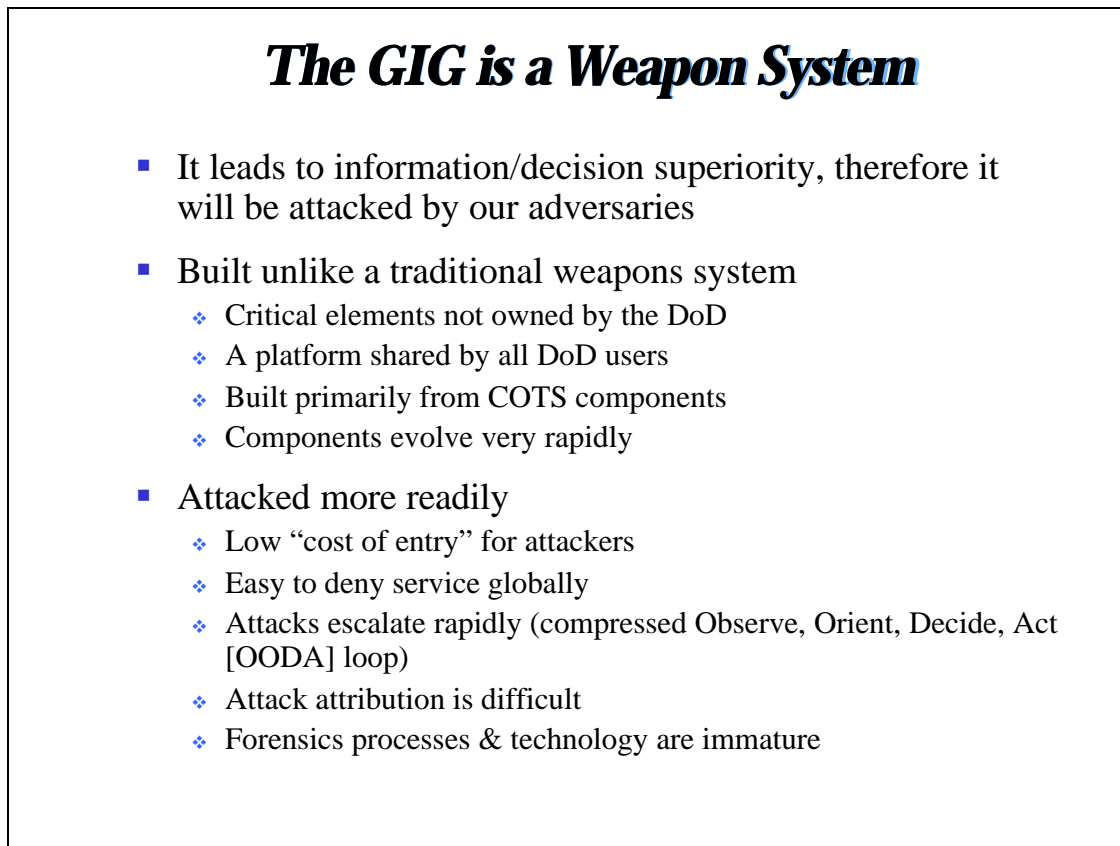 The GIG is a Weapon System
▪ It leads to information/decision superiority, therefore it
will be attacked by our adversaries
▪ Built unlike a traditional weapons system
❖ Critical elements not owned by the DoD
❖ A platform shared by all DoD users
❖ Built primarily from COTS components
❖ Components evolve very rapidly
▪ Attacked more readily
❖ Low “cost of entry” for attackers
❖ Easy to deny service globally
❖ Attacks escalate rapidly (compressed Observe, Orient, Decide, Act
[OODA] loop)
❖ Attack attribution is difficult
❖ Forensics processes & technology are immature